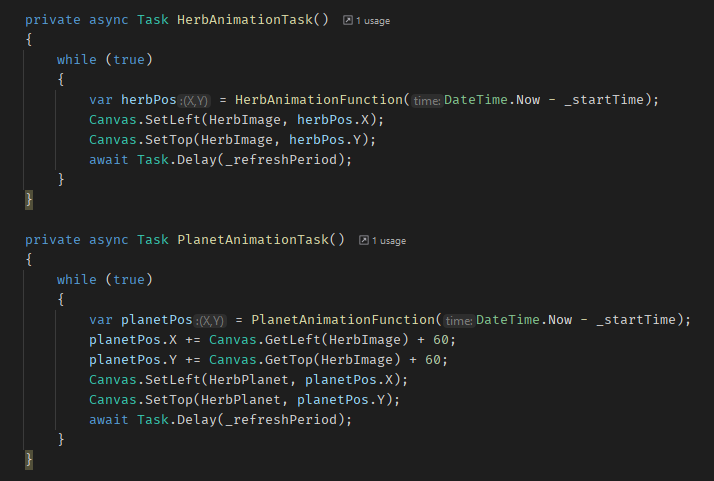 private async Task HerbAnimationTask() 1 usage
{
while (true)
{
var herbPos :(X,Y) = HerbAnimationFunction( time: DateTime.Now - _startTime);
Canvas.SetLeft(HerbImage, herbPos.X);
Canvas.SetTop(HerbImage, herbPos.Y);
await Task.Delay(_refreshPeriod);
}
}
private async Task PlanetAnimationTask() 1 usage
{
while (true)
{
var planetPos :(X,Y) = PlanetAnimationFunction( time: DateTime.Now - _startTime);
planetPos.X += Canvas.GetLeft(HerbImage) + 60;
planetPos.Y += Canvas.GetTop(HerbImage) + 60;
Canvas.SetLeft(HerbPlanet, planetPos.X);
Canvas.SetTop(HerbPlanet, planetPos.Y);
await Task.Delay(_refreshPeriod);
}
}